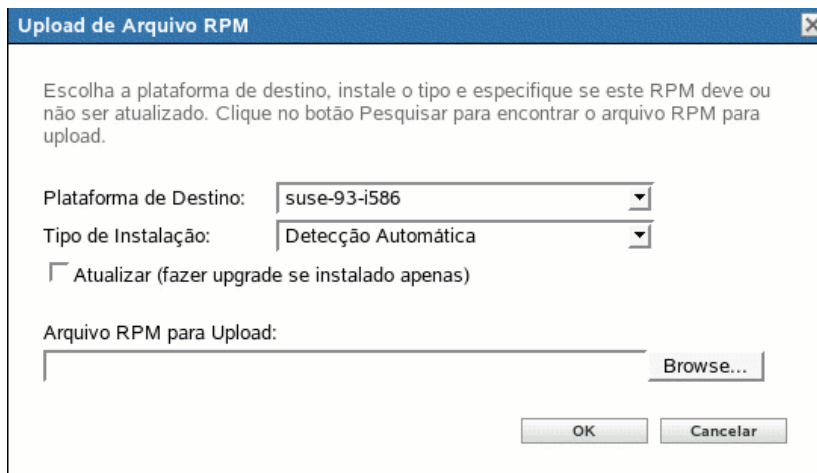 Upload de Arquivo RPM
Escolha a plataforma de destino, instale o tipo e especifique se este RPM deve ou
não ser atualizado. Clique no botão Pesquisar para encontrar o arquivo RPM para
upload.
Plataforma de Destino: suse-93-i586
Tipo de Instalação: Detecção Automática
Atualizar (fazer upgrade se instalado apenas)
Arquivo RPM para Upload:
Browse...
OK Cancelar